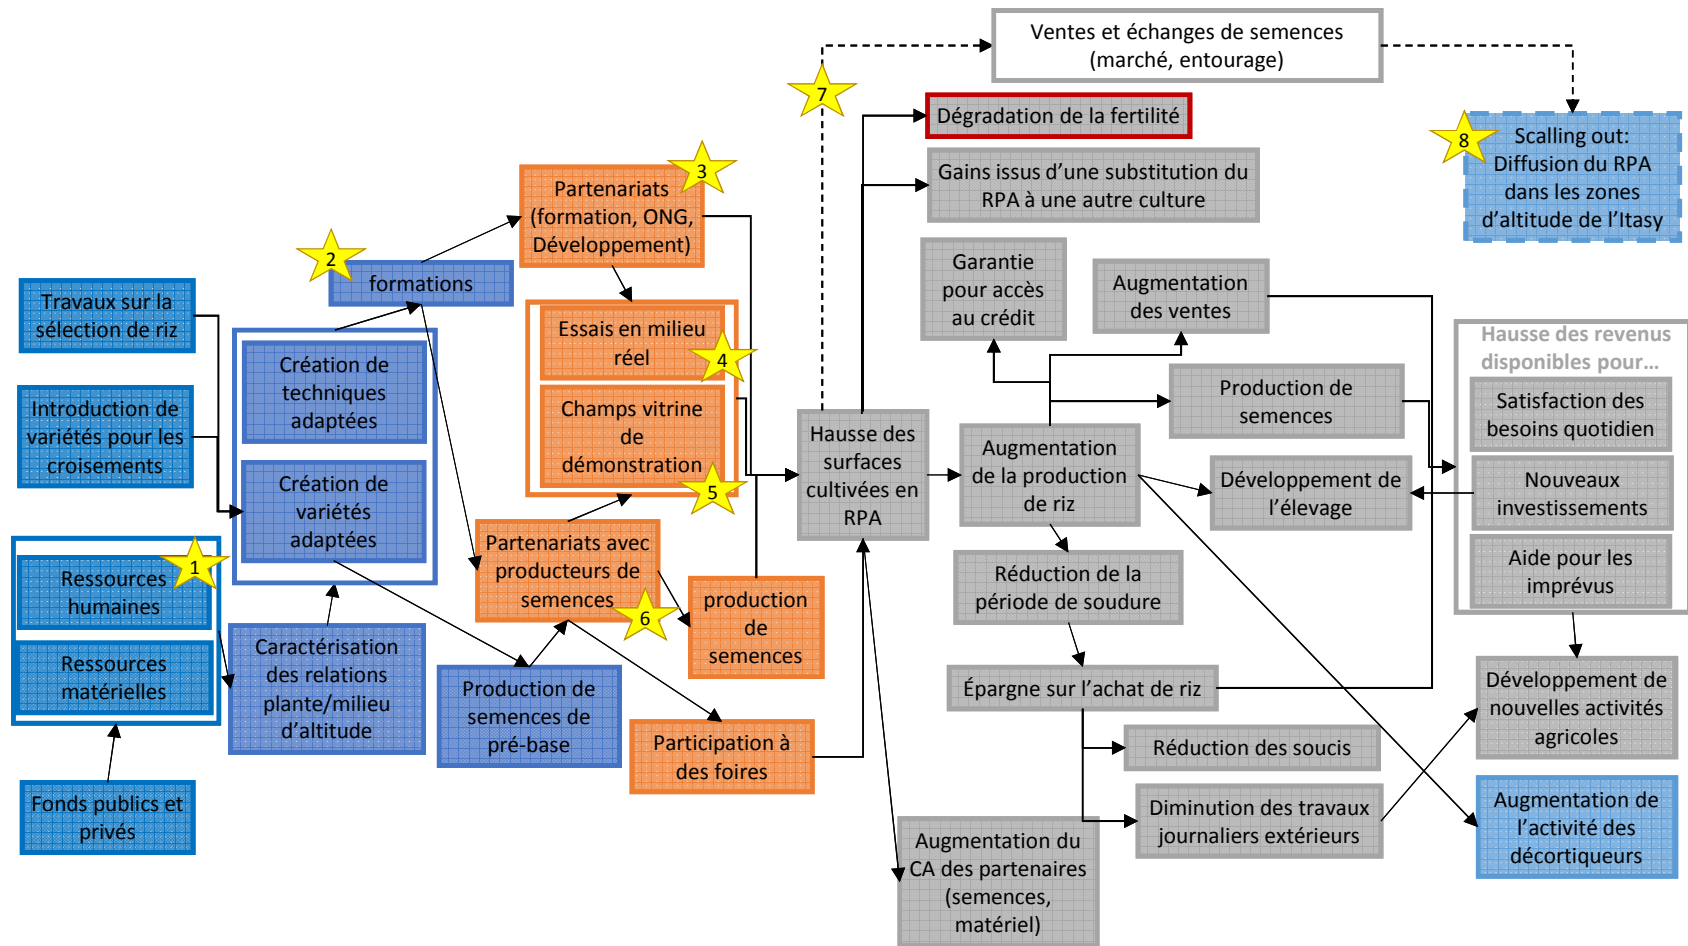 Ventes et échanges de semences
(marché, entourage)
7
Dégradation de la fertilité
8
Scalling out:
Diffusion du RPA
dans les zones
d'altitude de l'Itasy
Gains issus d'une substitution du
RPA à une autre culture
3
Partenariats
(formation, ONG,
Développement)
2
formations
Garantie
pour accès
au crédit
Augmentation
des ventes
Travaux sur la
sélection de riz
Essais en milieu
réel
4
Hausse des revenus
disponibles pour…
Création de
techniques
adaptées
Production de
semences
Satisfaction des
besoins quotidien
Introduction de
variétés pour les
croisements
Champs vitrine
de
démonstration
5
Hausse des
surfaces
cultivées en
RPA
Augmentation
de la production
de riz
Développement de
l'élevage
Nouveaux
investissements
Création de
variétés
adaptées
1
Ressources
humaines
Partenariats avec
producteurs de
semences
6
production
de
semences
Réduction de la
période de soudure
Aide pour les
imprévus
Ressources
matérielles
Caractérisation
des relations
plante/milieu
d'altitude
Production de
semences de
pré-base
Épargne sur l'achat de riz
Développement de
nouvelles activités
agricoles
Participation à
des foires
Réduction des soucis
Fonds publics et
privés
Diminution des travaux
journaliers extérieurs
Augmentation de
l'activité des
décortiqueurs
Augmentation du
CA des partenaires
(semences,
matériel)